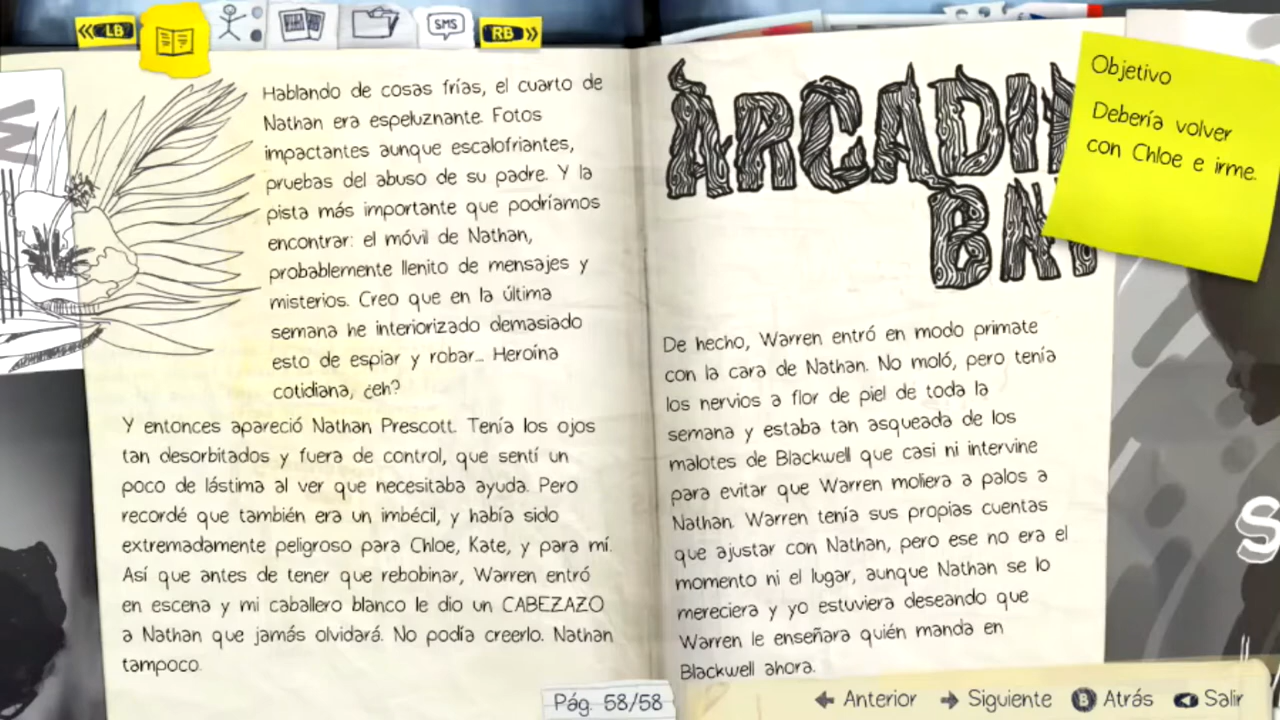 LB
SMS
RB
Hablando de cosas frías, el cuarto de
Nathan era espeluznante. Fotos
impactantes aunque escalofriantes,
pruebas del abuso de su padre. Y la
pista más importante que podríamos
encontrar: el móvil de Nathan,
probablemente llenito de mensajes y
misterios. Creo que en la última
semana he interiorizado demasiado
esto de espiar y robar... Heroína
cotidiana, ¿eh?
Y entonces apareció Nathan Prescott. Tenía los ojos
tan desorbitados y fuera de control, que sentí un
poco de lástima al ver que necesitaba ayuda. Pero
recordé que también era un imbécil, y había sido
extremadamente peligroso para Chloe, Kate, y para mí.
Así que antes de tener que rebobinar, Warren entró
en escena y mi caballero blanco le dio un CABEZAZO
a Nathan que jamás olvidará. No podía creerlo. Nathan
tampoco.
ARCADI
BAY
De hecho, Warren entró en modo primate
con la cara de Nathan. No moló, pero tenía
los nervios a flor de piel de toda la
semana y estaba tan asqueada de los
malotes de Blackwell que casi ni intervine
para evitar que Warren moliera a palos a
Nathan. Warren tenía sus propias cuentas
que ajustar con Nathan, pero ese no era el
momento ni el lugar, aunque Nathan se lo
mereciera y yo estuviera deseando que
Warren le enseñara quién manda en
Blackwell ahora.
Objetivo
Debería volver
con Chloe e irme.
S
Pág. 58/58
Anterior
Siguiente
B Atrás
Salir